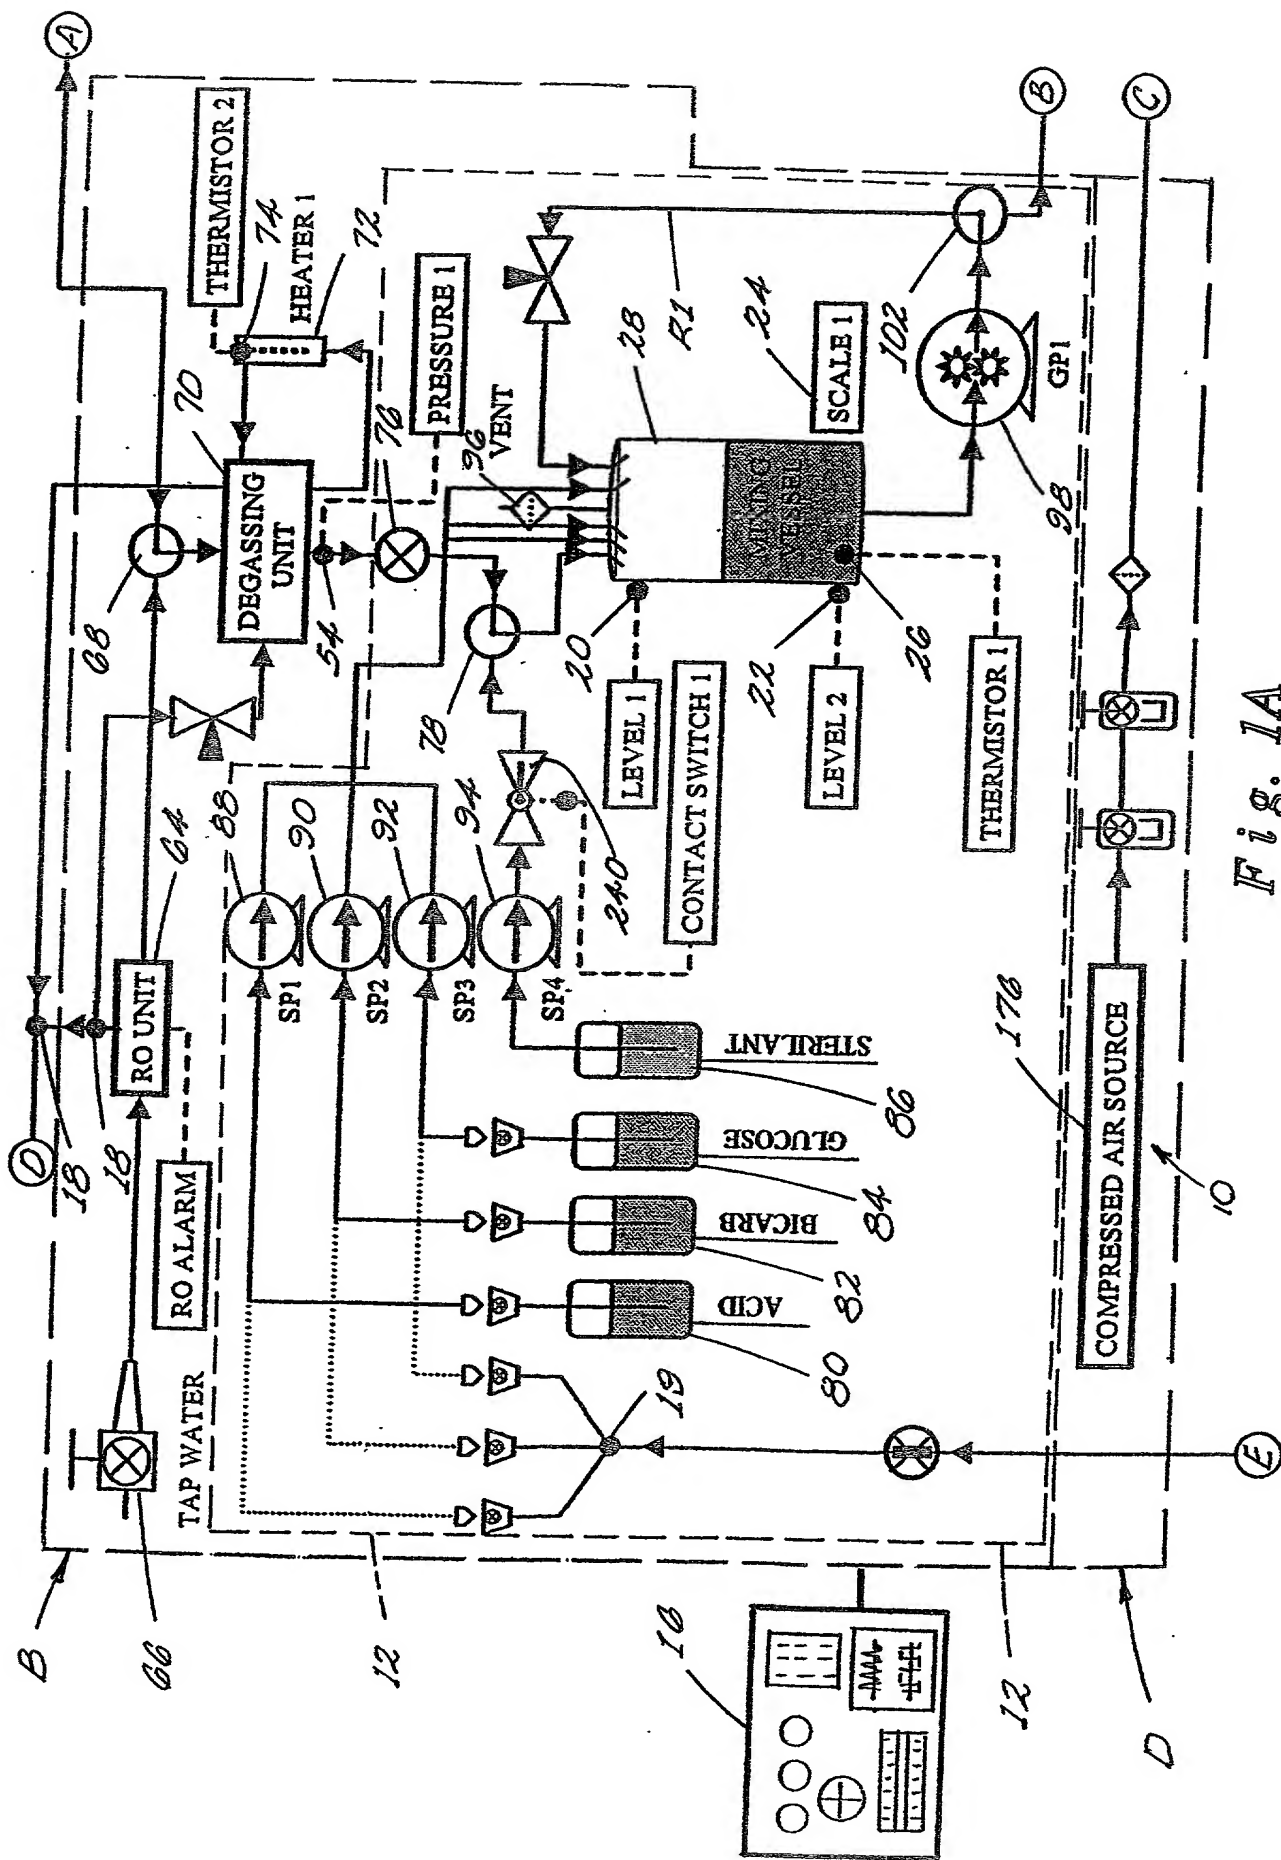 A
THERMISTOR 2
74
HEATER 1
72
PRESSURE 1
70
76
96
VENT
28
R1
SCALE 1
24
102
GP1
98
B
C
68
DEGASSING
UNIT
54
78
MIXING
VESSEL
20
22
26
LEVEL 1
CONTACT SWITCH 1
LEVEL 2
THERMISTOR 1
64
88
90
92
94
240
D
18
18
RO UNIT
RO ALARM
SP1
SP2
SP3
SP4
STERILANT
86
GLUCOSE
84
BICARB
82
ACID
80
19
TAP WATER
66
B
12
12
16
D
E
176
COMPRESSED AIR SOURCE
10
Fig. 1A